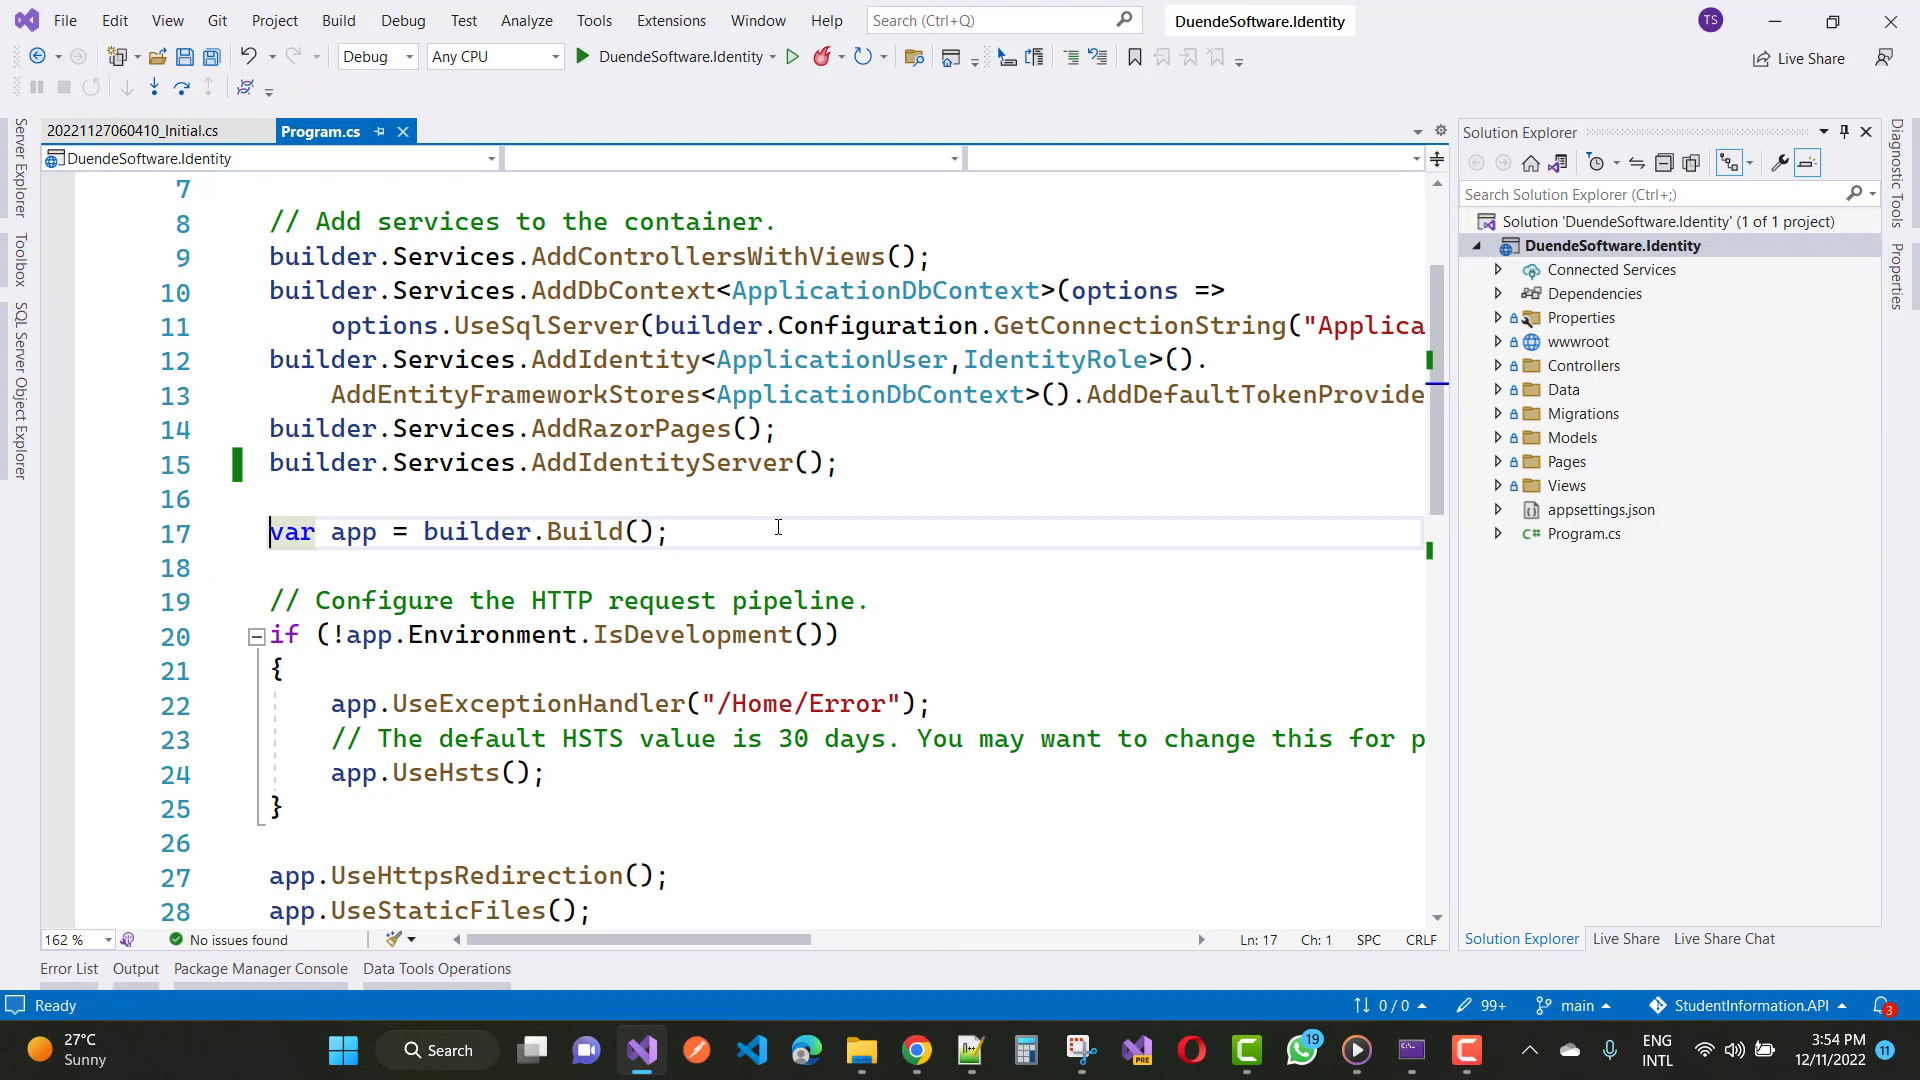 File Edit View Git Project Build Debug Test Analyze Tools Extensions Window Help Search (Ctrl+Q) DuendeSoftware.Identity TS
Debug Any CPU DuendeSoftware.Identity Live Share
20221127060410_Initial.cs Program.cs
DuendeSoftware.Identity
Server Explorer
Toolbox
SQL Server Object Explorer
7
8 // Add services to the container.
9 builder.Services.AddControllersWithViews();
10 builder.Services.AddDbContext<ApplicationDbContext>(options =>
11 options.UseSqlServer(builder.Configuration.GetConnectionString("Applica
12 builder.Services.AddIdentity<ApplicationUser,IdentityRole>().
13 AddEntityFrameworkStores<ApplicationDbContext>().AddDefaultTokenProvide
14 builder.Services.AddRazorPages();
15 builder.Services.AddIdentityServer();
16
17 var app = builder.Build();
18
19 // Configure the HTTP request pipeline.
20 if (!app.Environment.IsDevelopment())
21 {
22 app.UseExceptionHandler("/Home/Error");
23 // The default HSTS value is 30 days. You may want to change this for p
24 app.UseHsts();
25 }
26
27 app.UseHttpsRedirection();
28 app.UseStaticFiles();
162 % No issues found Ln: 17 Ch: 1 SPC CRLF
Error List Output Package Manager Console Data Tools Operations
Solution Explorer
Search Solution Explorer (Ctrl+;)
Solution 'DuendeSoftware.Identity' (1 of 1 project)
DuendeSoftware.Identity
Connected Services
Dependencies
Properties
wwwroot
Controllers
Data
Migrations
Models
Pages
Views
appsettings.json
C# Program.cs
Solution Explorer Live Share Live Share Chat
Diagnostic Tools
Properties
Ready 0 / 0 99+ main StudentInformation.API 3
27°C
Sunny
Search
PRE
19
ENG
INTL
3:54 PM
12/11/2022
11